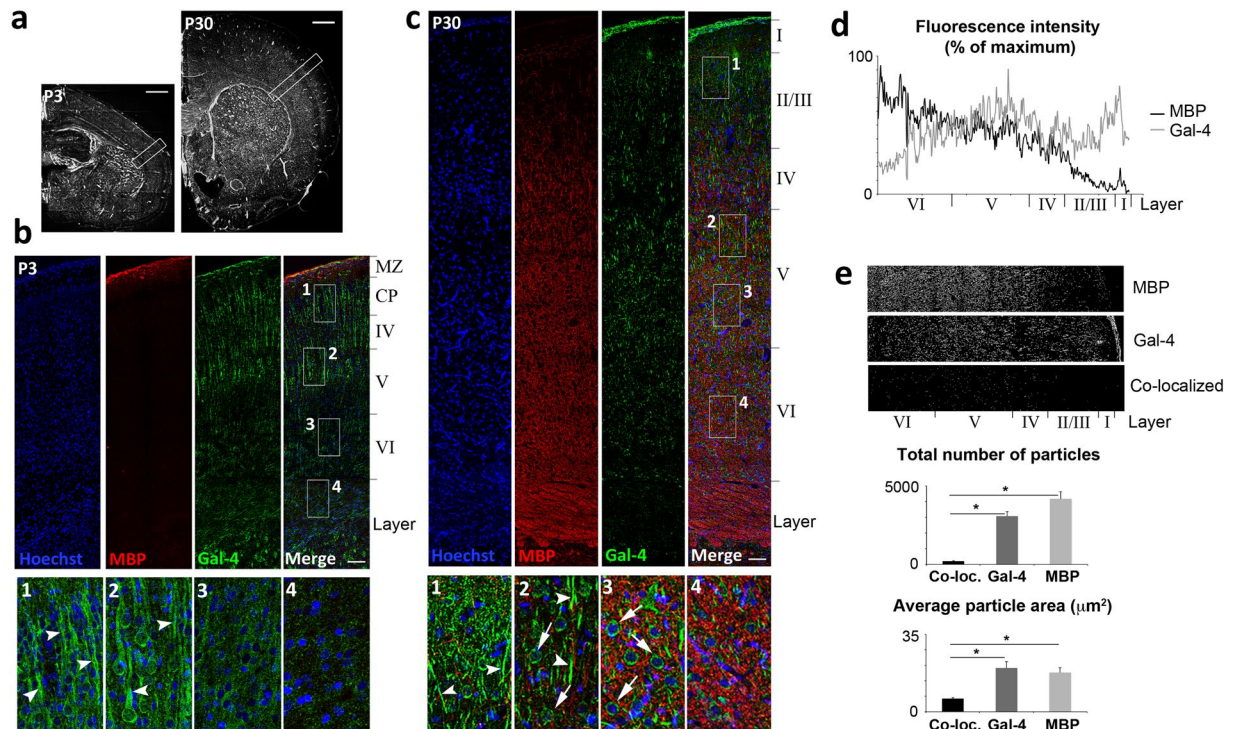 a
P3
P30
b
P3
MZ
CP
IV
V
VI
Layer
1
2
3
4
Hoechst
MBP
Gal-4
Merge
1
2
3
4
c
P30
I
II/III
IV
V
VI
Layer
1
2
3
4
Hoechst
MBP
Gal-4
Merge
1
2
3
4
d
Fluorescence intensity
(% of maximum)
100
0
MBP
Gal-4
VI V IV II/III I Layer
e
MBP
Gal-4
Co-localized
VI V IV II/III I Layer
Total number of particles
5000
0
*
*
Co-loc. Gal-4 MBP
Average particle area (μm²)
35
0
*
*
Co-loc. Gal-4 MBP